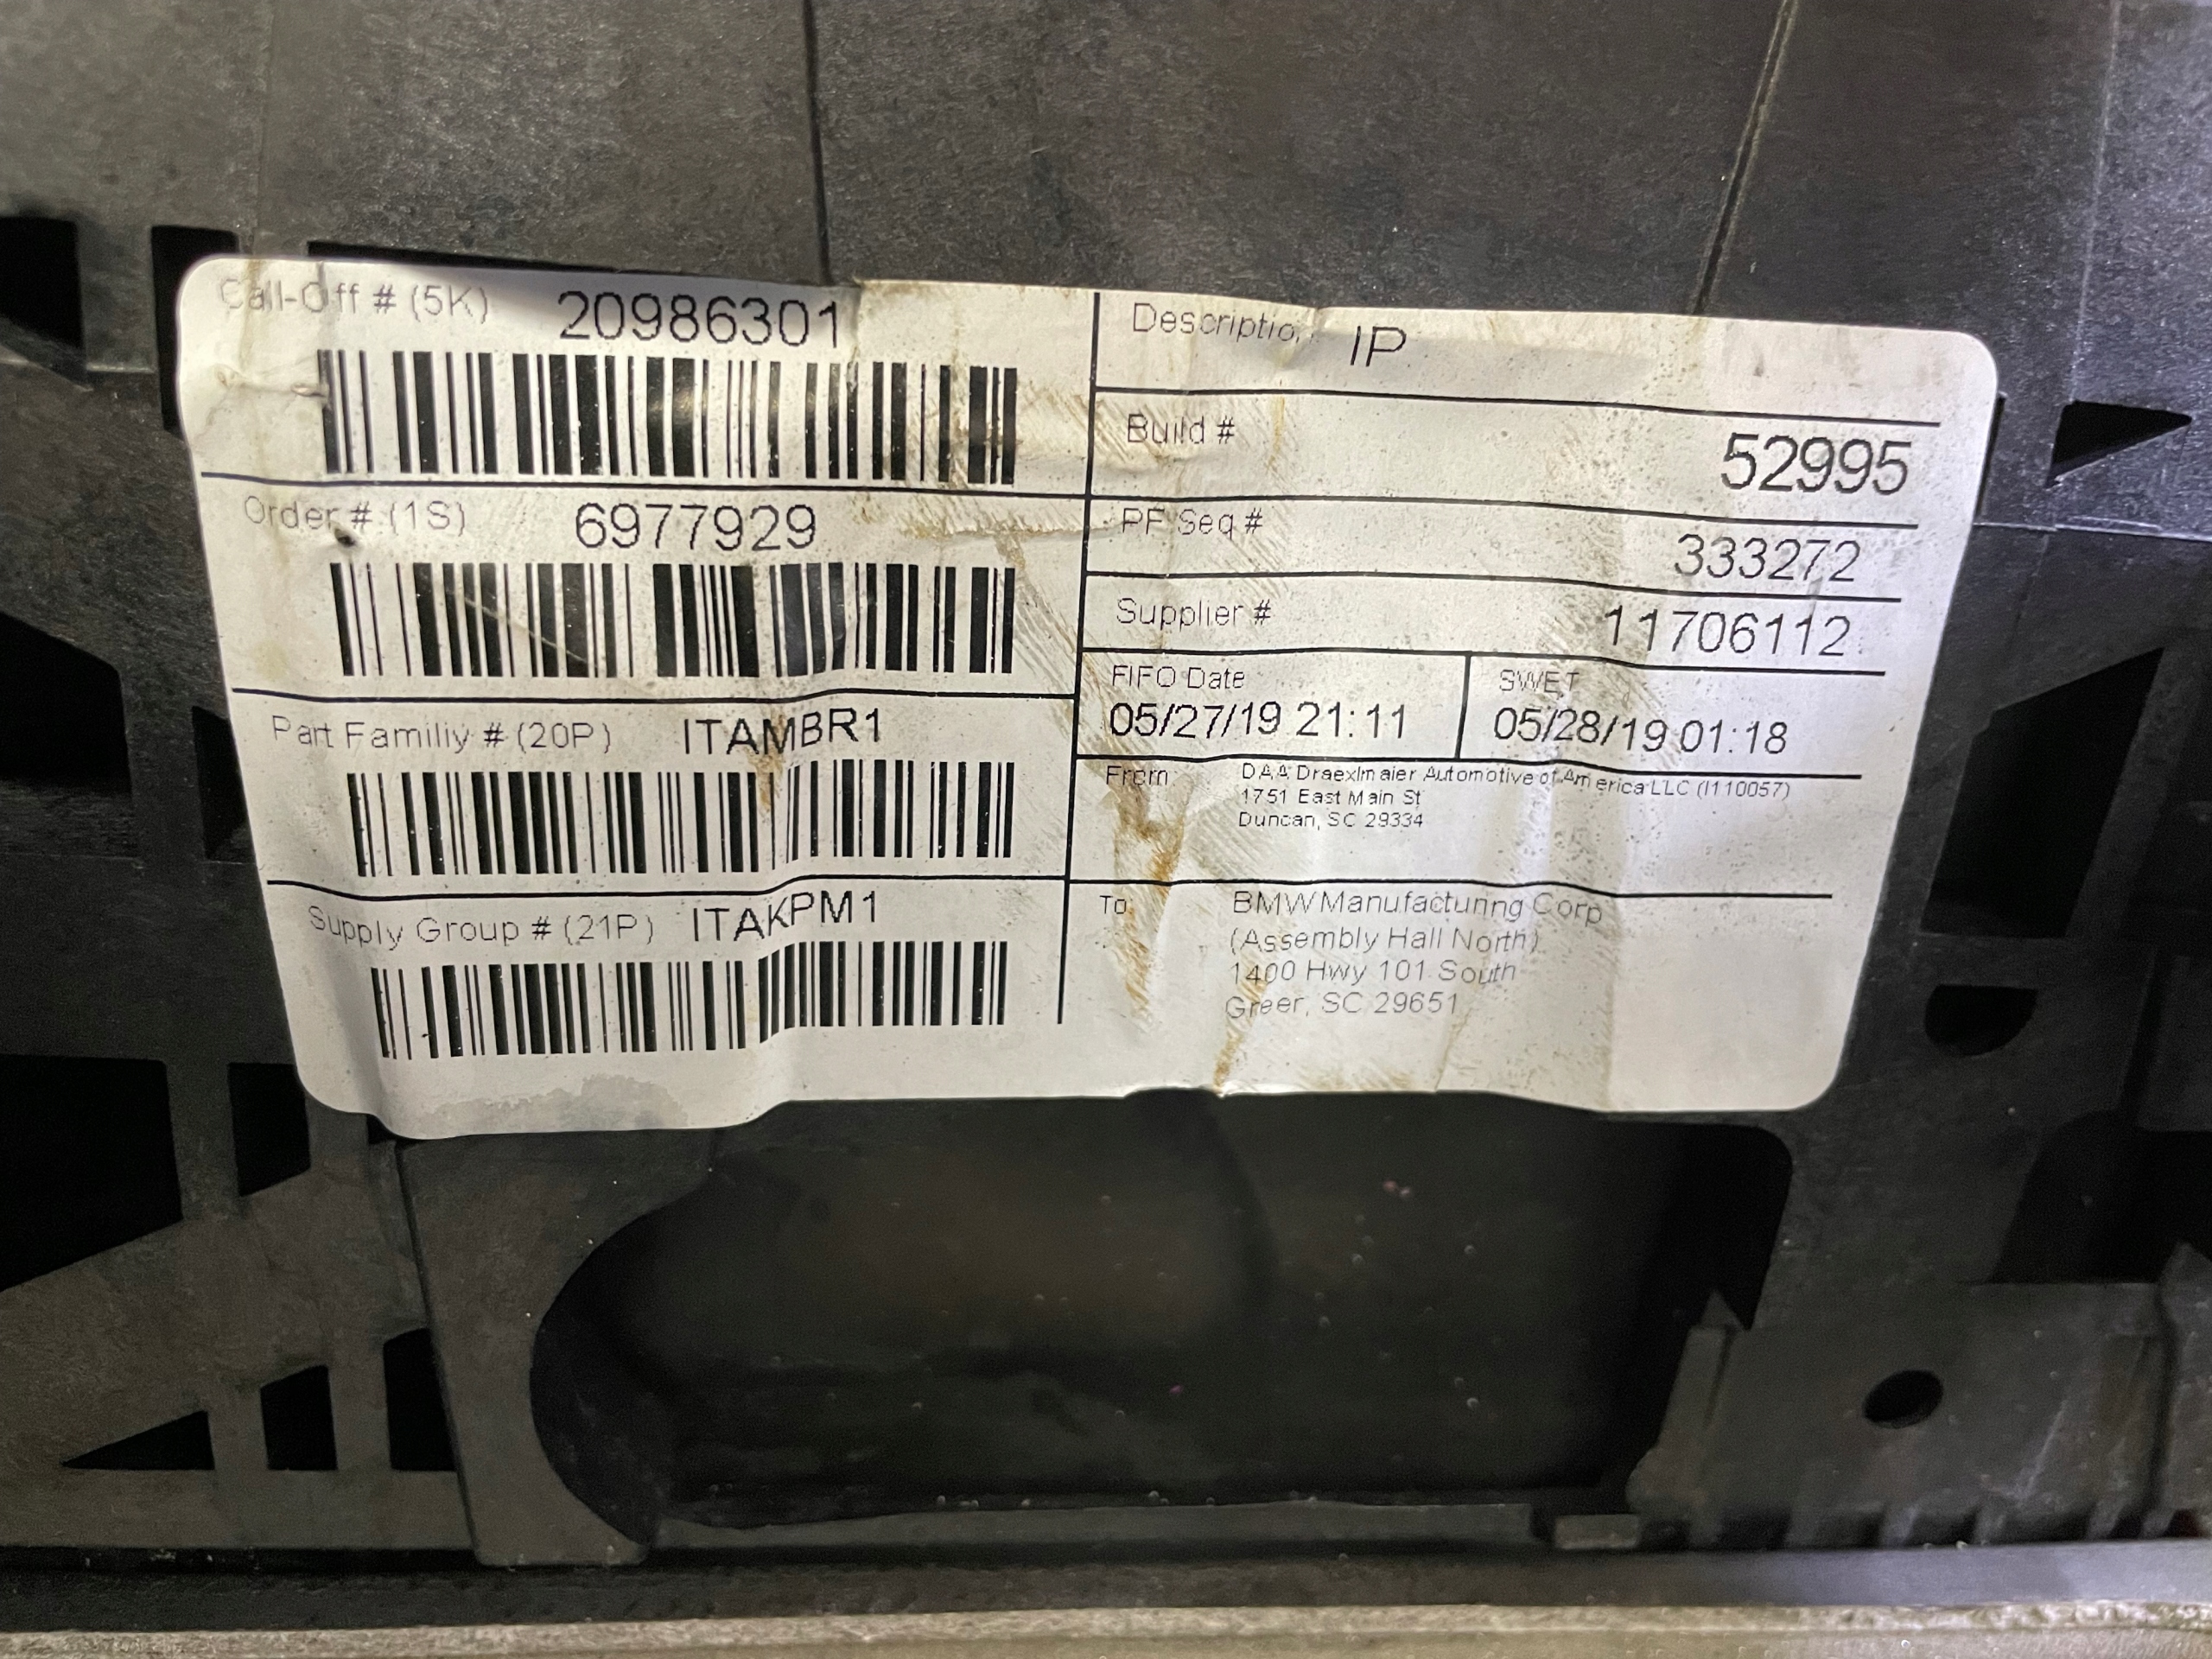 Call-Off # (5K) 20986301
Order # (1S) 6977929
Part Familiy # (20P) ITAMBR1
Supply Group # (21P) ITAKPM1
Description IP
Build # 52995
PF Seq # 333272
Supplier # 11706112
FIFO Date
05/27/19 21:11
SWET
05/28/19 01:18
From DAA Draexlmaier Automotive of America LLC (I110057)
1751 East Main St
Duncan, SC 29334
To BMW Manufacturing Corp
(Assembly Hall North)
1400 Hwy 101 South
Greer, SC 29651